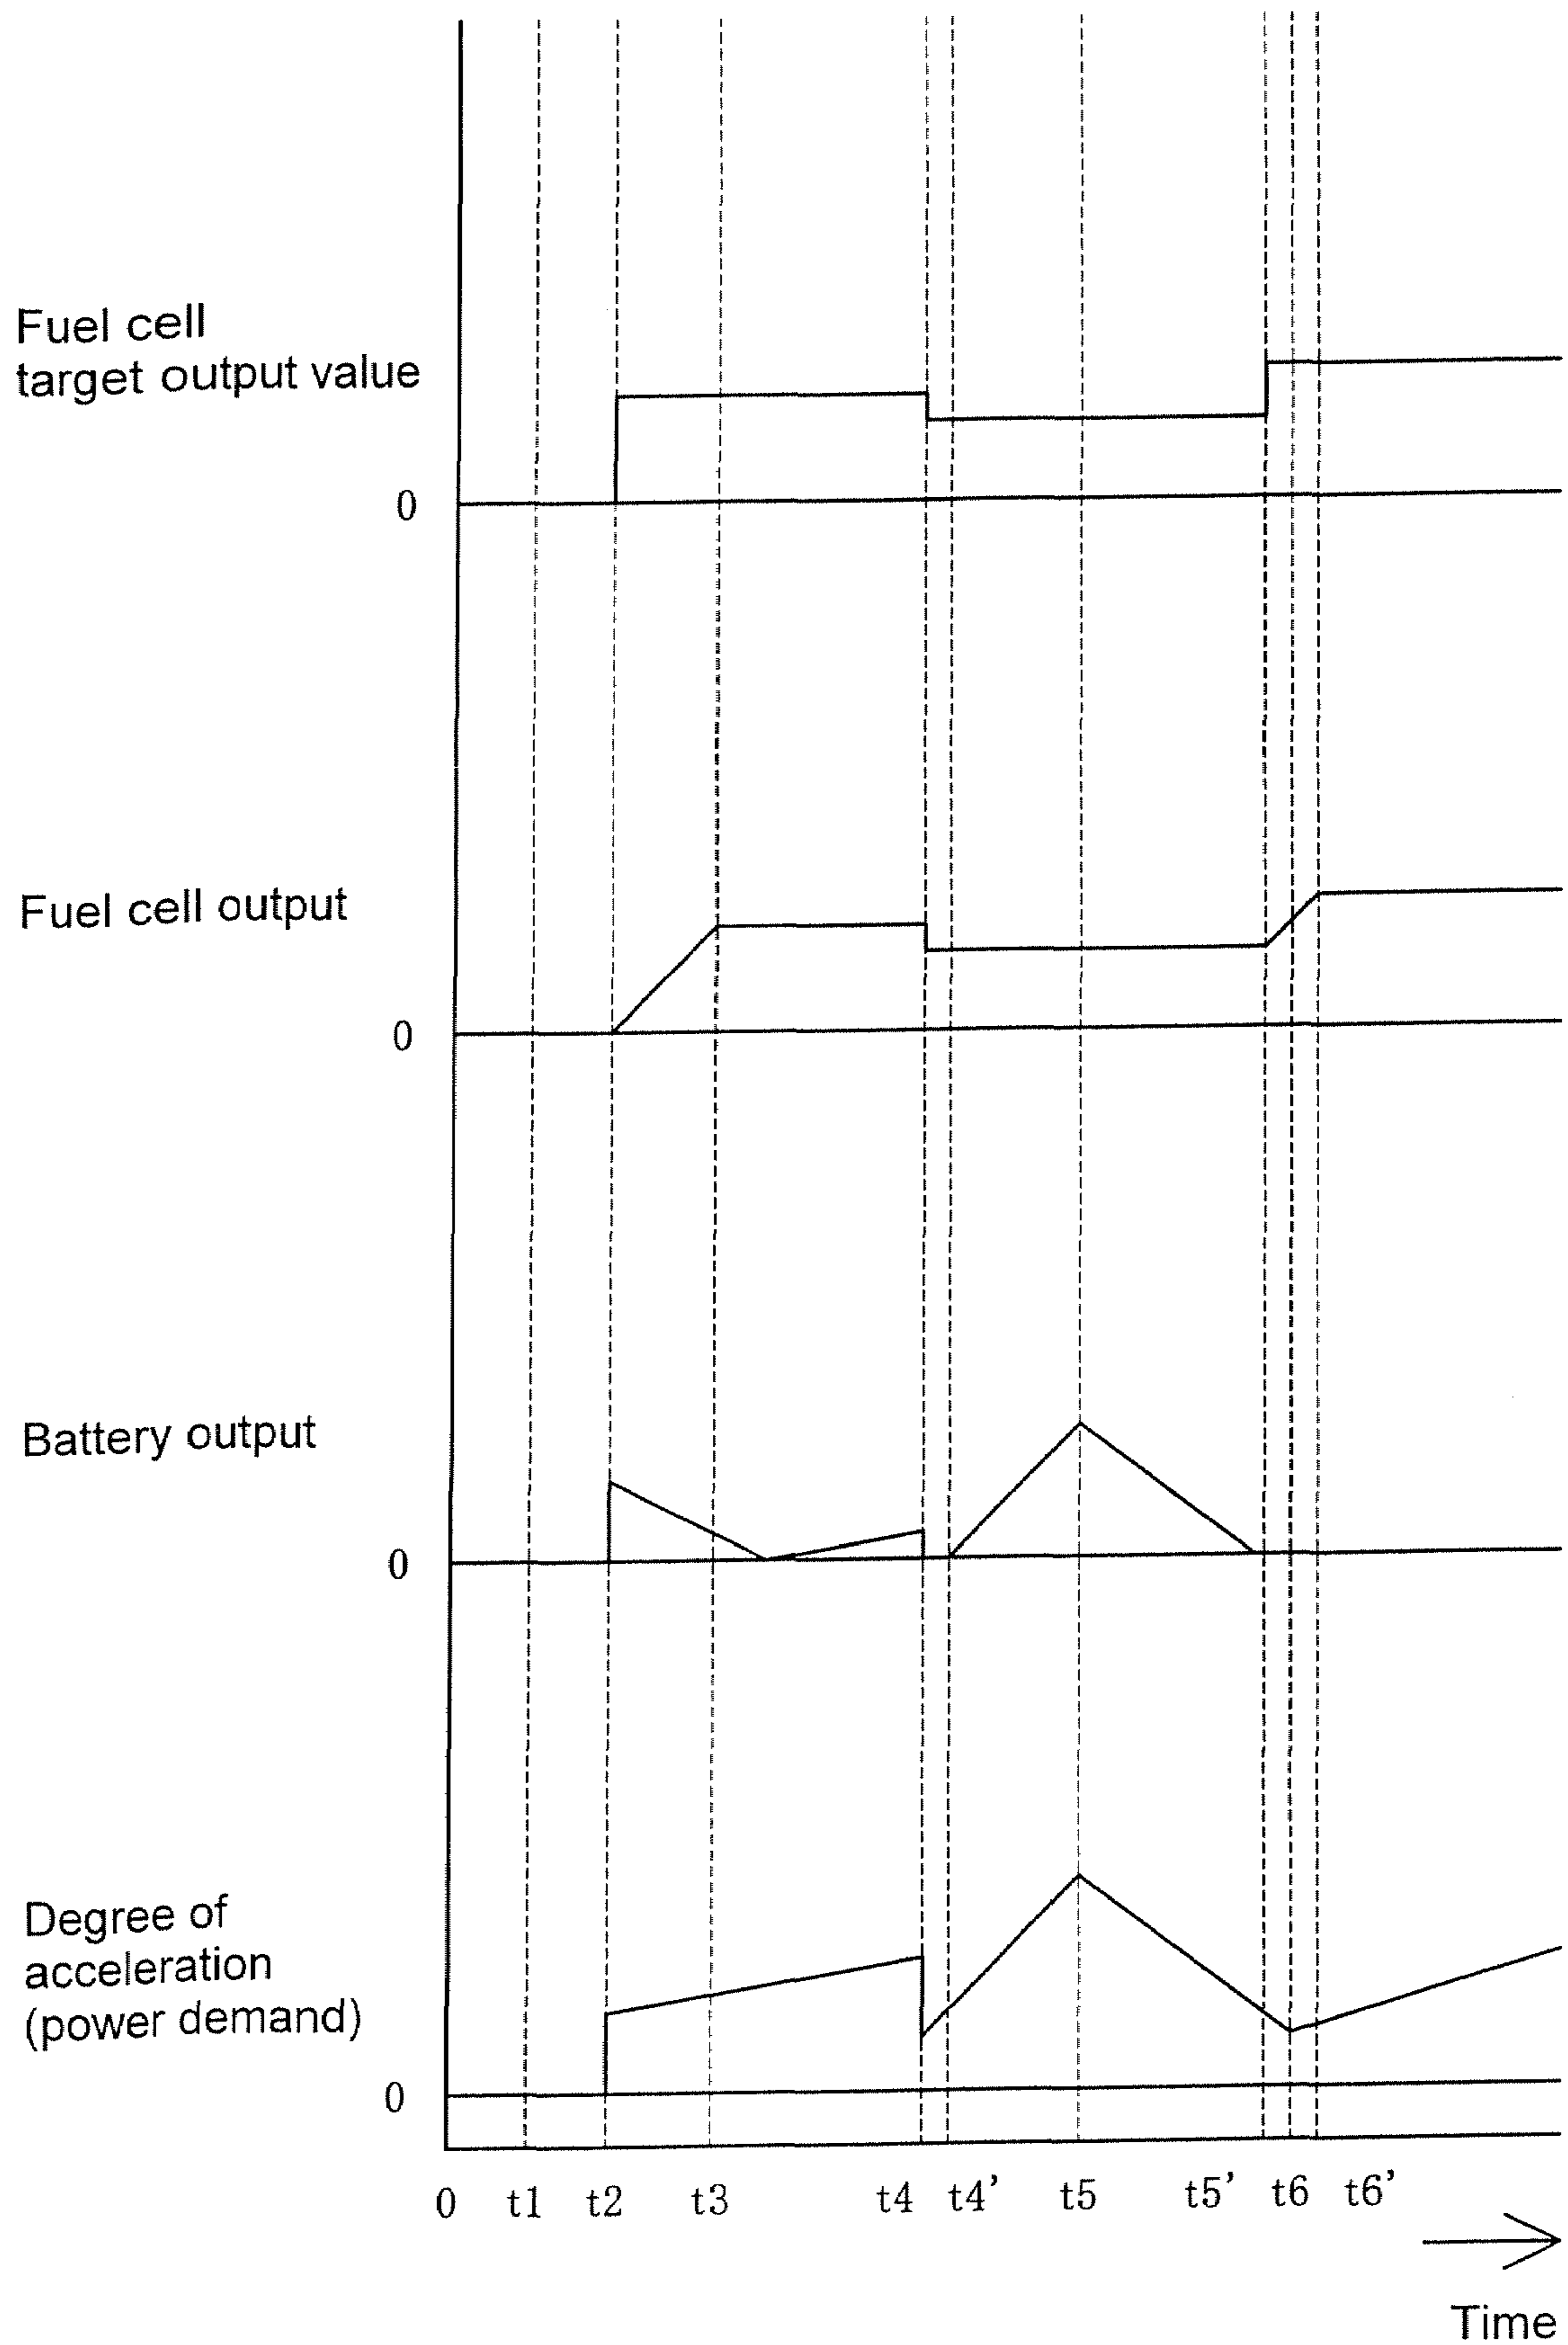 Fuel cell
target output value
0
Fuel cell output
0
Battery output
0
Degree of
acceleration
(power demand)
0
0 t1 t2 t3 t4 t4’ t5 t5’ t6 t6’
Time